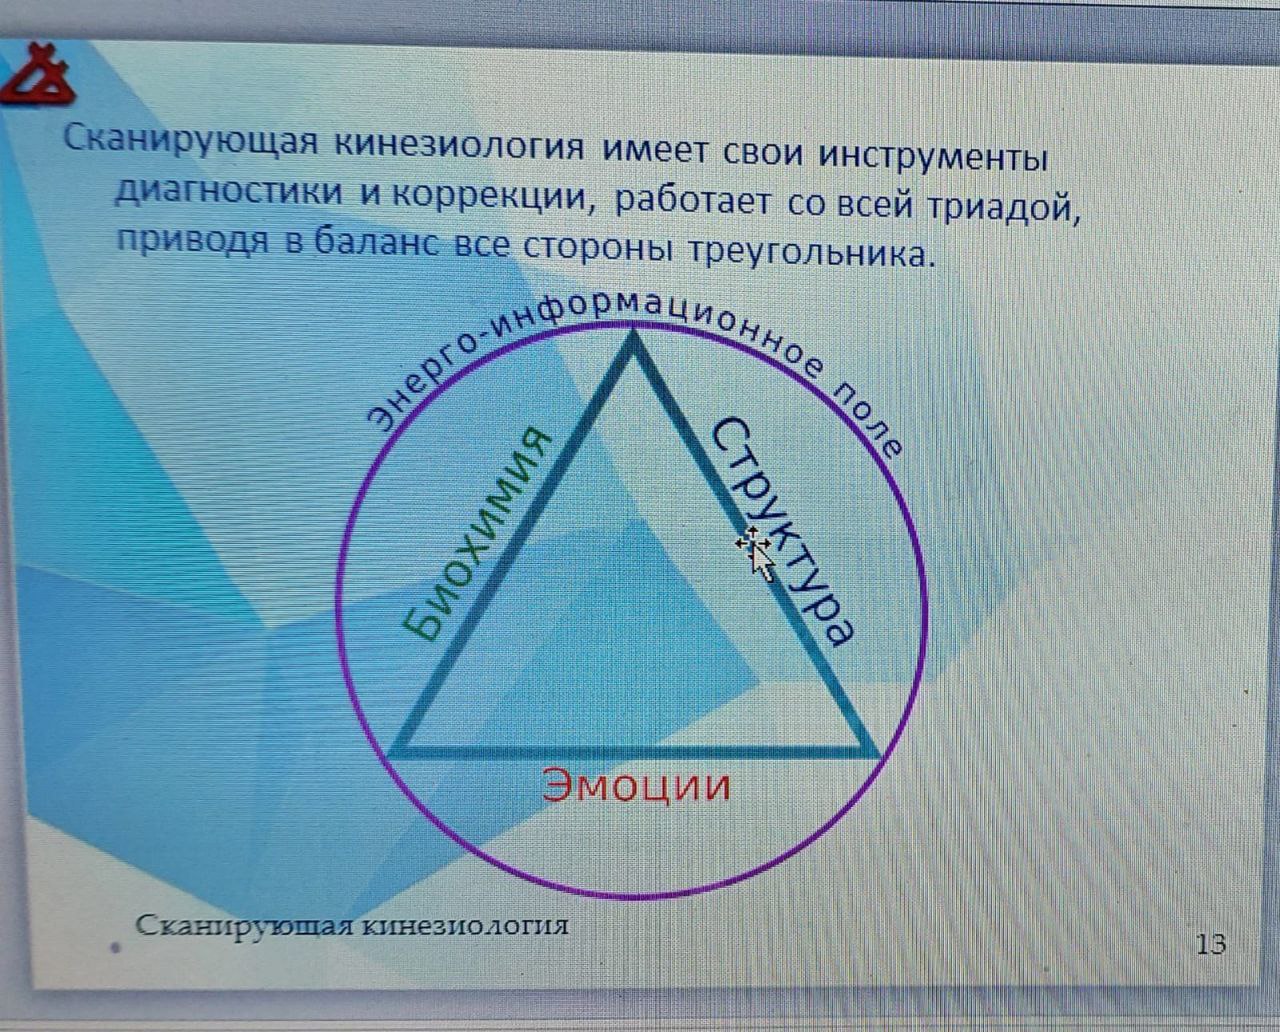 Сканирующая кинезиология имеет свои инструменты
диагностики и коррекции, работает со всей триадой,
приводя в баланс все стороны треугольника.
Энерго-информационное поле
Биохимия
Структура
Эмоции
Сканирующая кинезиология
13